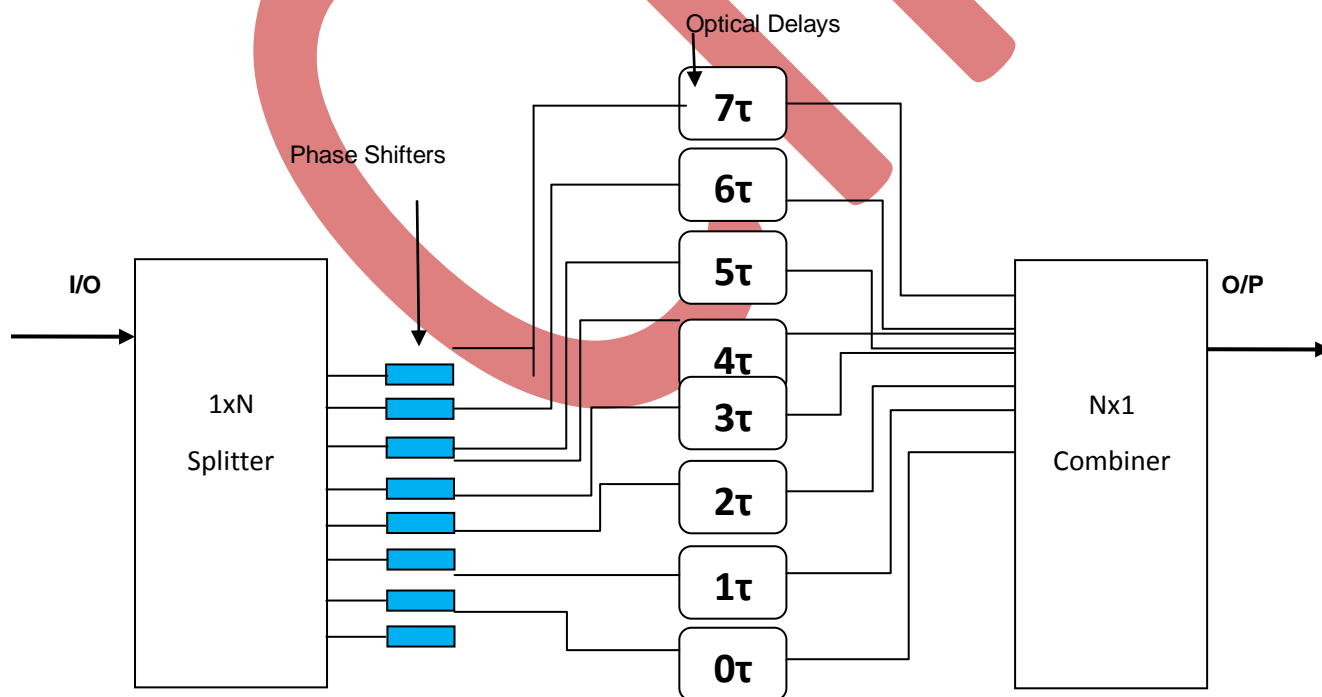 Optical Delays
7τ
Phase Shifters
6τ
5τ
I/O
O/P
4τ
3τ
1xN
Splitter
Nx1
Combiner
2τ
1τ
0τ